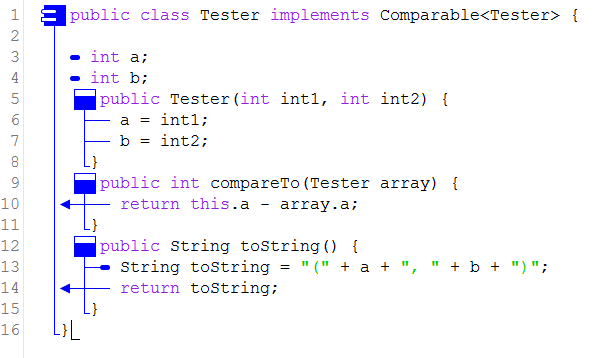 1 public class Tester implements Comparable<Tester> {
2
3 int a;
4 int b;
5 public Tester(int int1, int int2) {
6 a = int1;
7 b = int2;
8 }
9 public int compareTo(Tester array) {
10 return this.a - array.a;
11 }
12 public String toString() {
13 String toString = "(" + a + ", " + b + ")";
14 return toString;
15 }
16 }